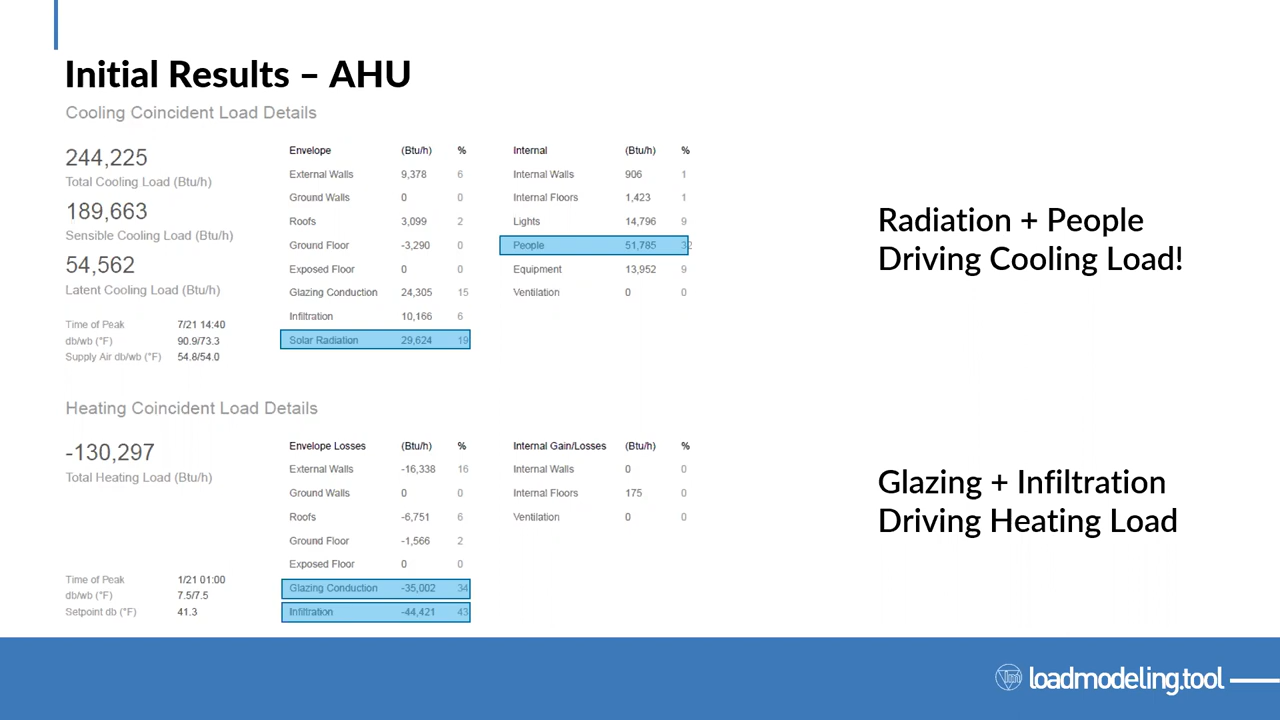 Initial Results – AHU
Cooling Coincident Load Details
244,225
Total Cooling Load (Btu/h)
189,663
Sensible Cooling Load (Btu/h)
54,562
Latent Cooling Load (Btu/h)
Time of Peak 7/21 14:40
db/wb (°F) 90.9/73.3
Supply Air db/wb (°F) 54.8/54.0
Envelope (Btu/h) %
External Walls 9,378 6
Ground Walls 0 0
Roofs 3,099 2
Ground Floor -3,290 0
Exposed Floor 0 0
Glazing Conduction 24,305 15
Infiltration 10,166 6
Solar Radiation 29,624 19
Internal (Btu/h) %
Internal Walls 906 1
Internal Floors 1,423 1
Lights 14,796 9
People 51,785 32
Equipment 13,952 9
Ventilation 0 0
Radiation + People
Driving Cooling Load!
Heating Coincident Load Details
-130,297
Total Heating Load (Btu/h)
Time of Peak 1/21 01:00
db/wb (°F) 7.5/7.5
Setpoint db (°F) 41.3
Envelope Losses (Btu/h) %
External Walls -16,338 16
Ground Walls 0 0
Roofs -6,751 6
Ground Floor -1,566 2
Exposed Floor 0 0
Glazing Conduction -35,002 34
Infiltration -44,421 43
Internal Gain/Losses (Btu/h) %
Internal Walls 0 0
Internal Floors 175 0
Ventilation 0 0
Glazing + Infiltration
Driving Heating Load
loadmodeling.tool